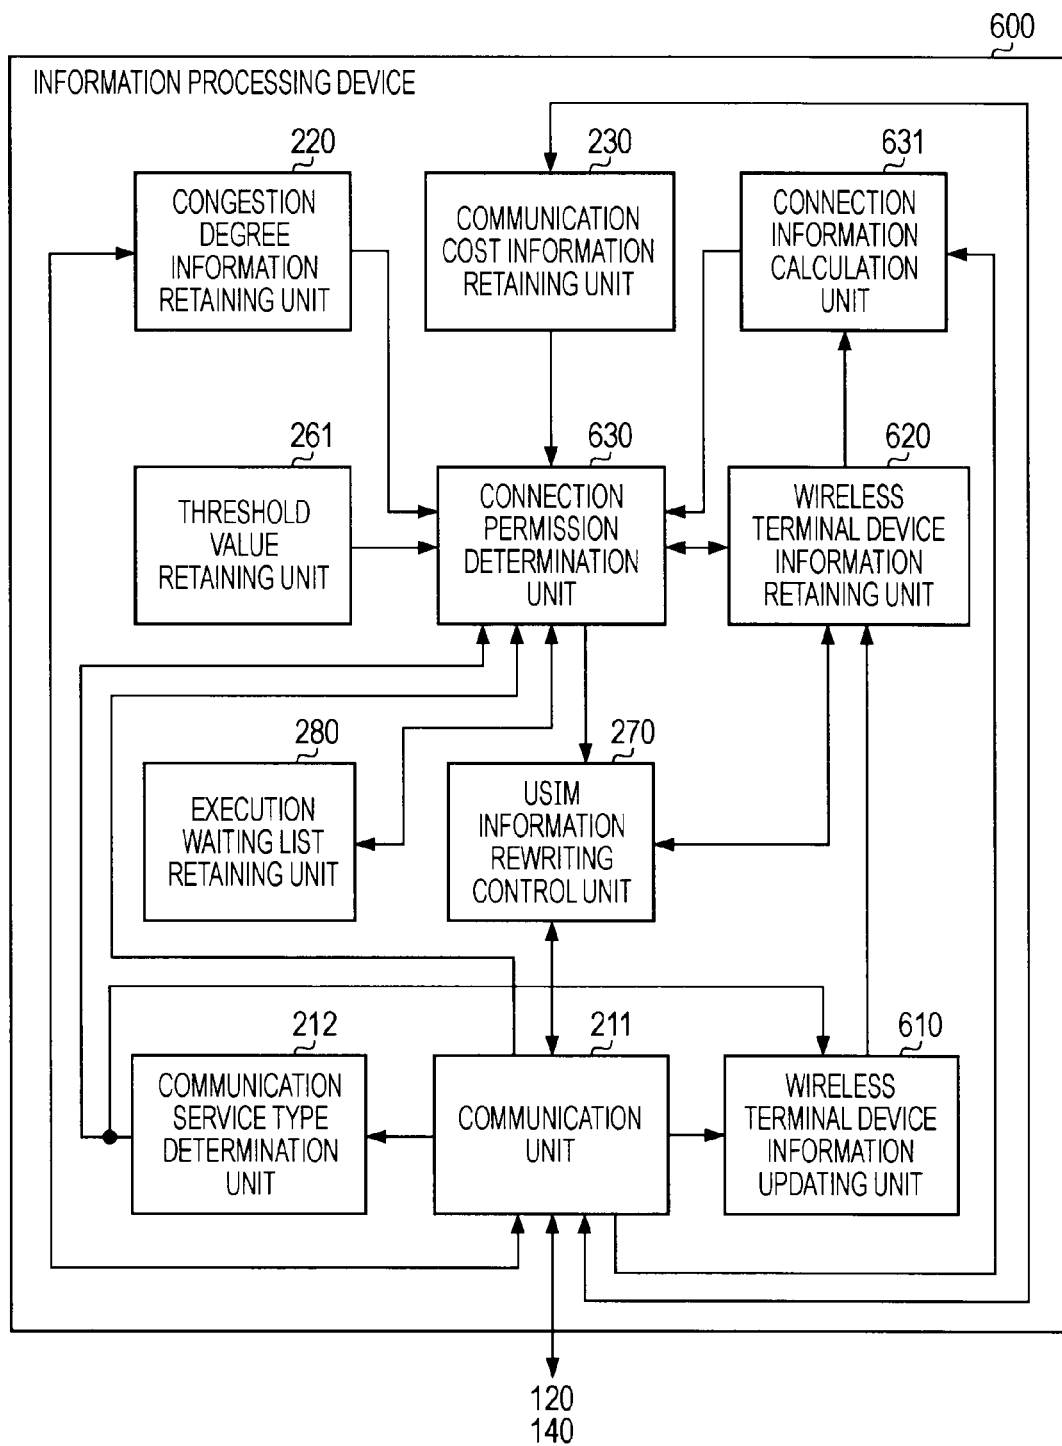 600
INFORMATION PROCESSING DEVICE
220
CONGESTION
DEGREE
INFORMATION
RETAINING UNIT
230
COMMUNICATION
COST INFORMATION
RETAINING UNIT
631
CONNECTION
INFORMATION
CALCULATION
UNIT
261
THRESHOLD
VALUE
RETAINING UNIT
630
CONNECTION
PERMISSION
DETERMINATION
UNIT
620
WIRELESS
TERMINAL DEVICE
INFORMATION
RETAINING UNIT
280
EXECUTION
WAITING LIST
RETAINING UNIT
270
USIM
INFORMATION
REWRITING
CONTROL UNIT
212
COMMUNICATION
SERVICE TYPE
DETERMINATION
UNIT
211
COMMUNICATION
UNIT
610
WIRELESS
TERMINAL DEVICE
INFORMATION
UPDATING UNIT
120
140